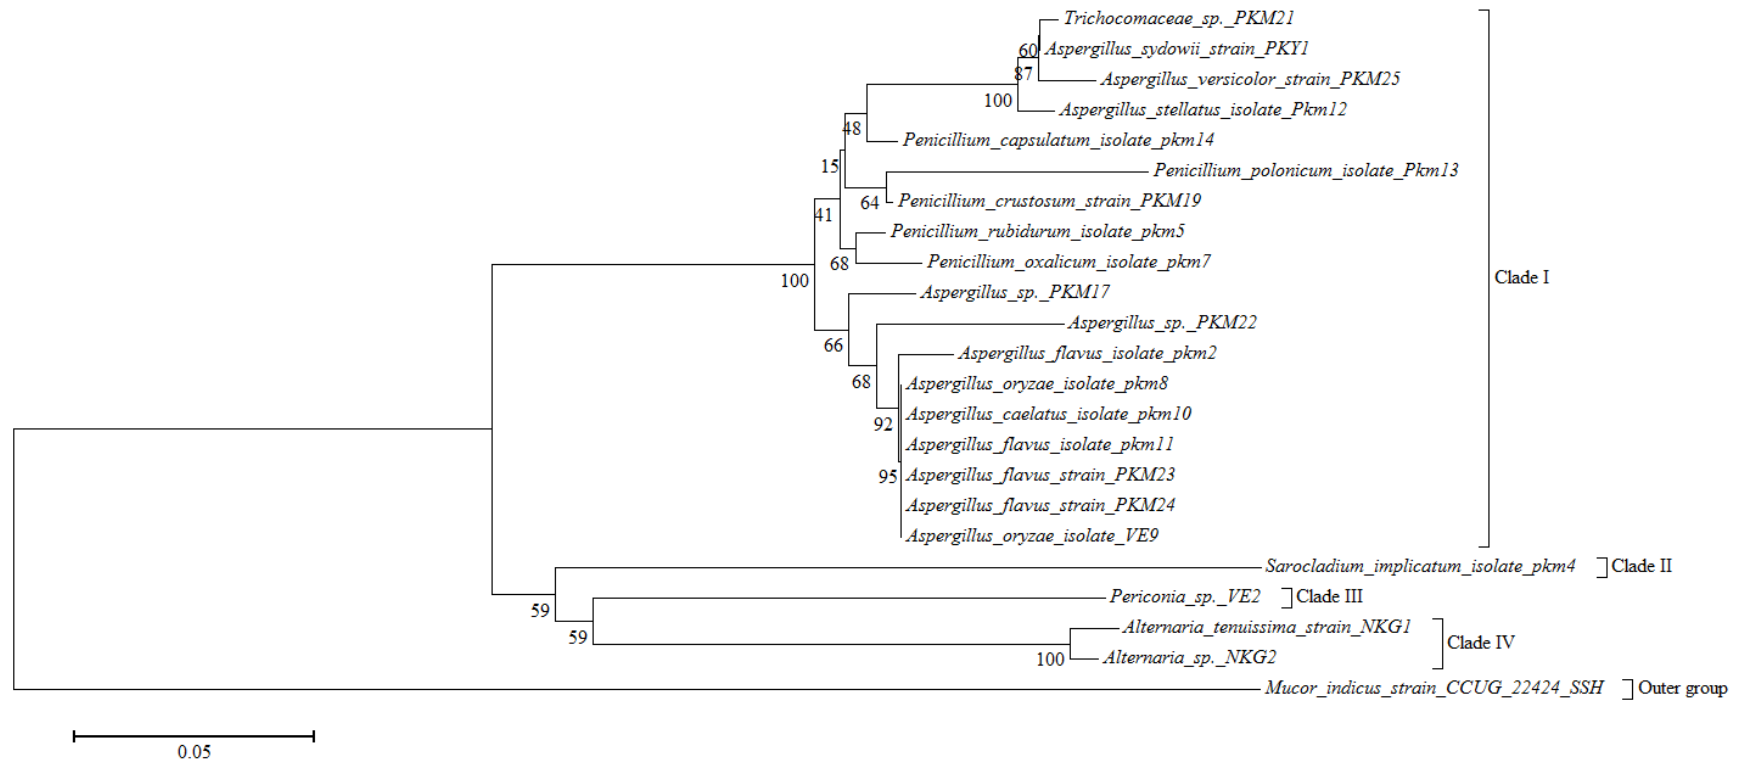 Trichocomaceae_sp._PKM21
60
Aspergillus_sydowii_strain_PKY1
87
Aspergillus_versicolor_strain_PKM25
100
Aspergillus_stellatus_isolate_Pkm12
48
Penicillium_capsulatum_isolate_pkm14
15
Penicillium_polonicum_isolate_Pkm13
64
Penicillium_crustosum_strain_PKM19
41
Penicillium_rubidurum_isolate_pkm5
68
Penicillium_oxalicum_isolate_pkm7
100
Clade I
Aspergillus_sp._PKM17
Aspergillus_sp._PKM22
66
Aspergillus_flavus_isolate_pkm2
68
Aspergillus_oryzae_isolate_pkm8
Aspergillus_caelatus_isolate_pkm10
92
Aspergillus_flavus_isolate_pkm11
95
Aspergillus_flavus_strain_PKM23
Aspergillus_flavus_strain_PKM24
Aspergillus_oryzae_isolate_VE9
Sarocladium_implicatum_isolate_pkm4 Clade II
59
Periconia_sp._VE2 Clade III
59
Alternaria_tenuissima_strain_NKG1
Clade IV
100
Alternaria_sp._NKG2
Mucor_indicus_strain_CCUG_22424_SSH Outer group
0.05